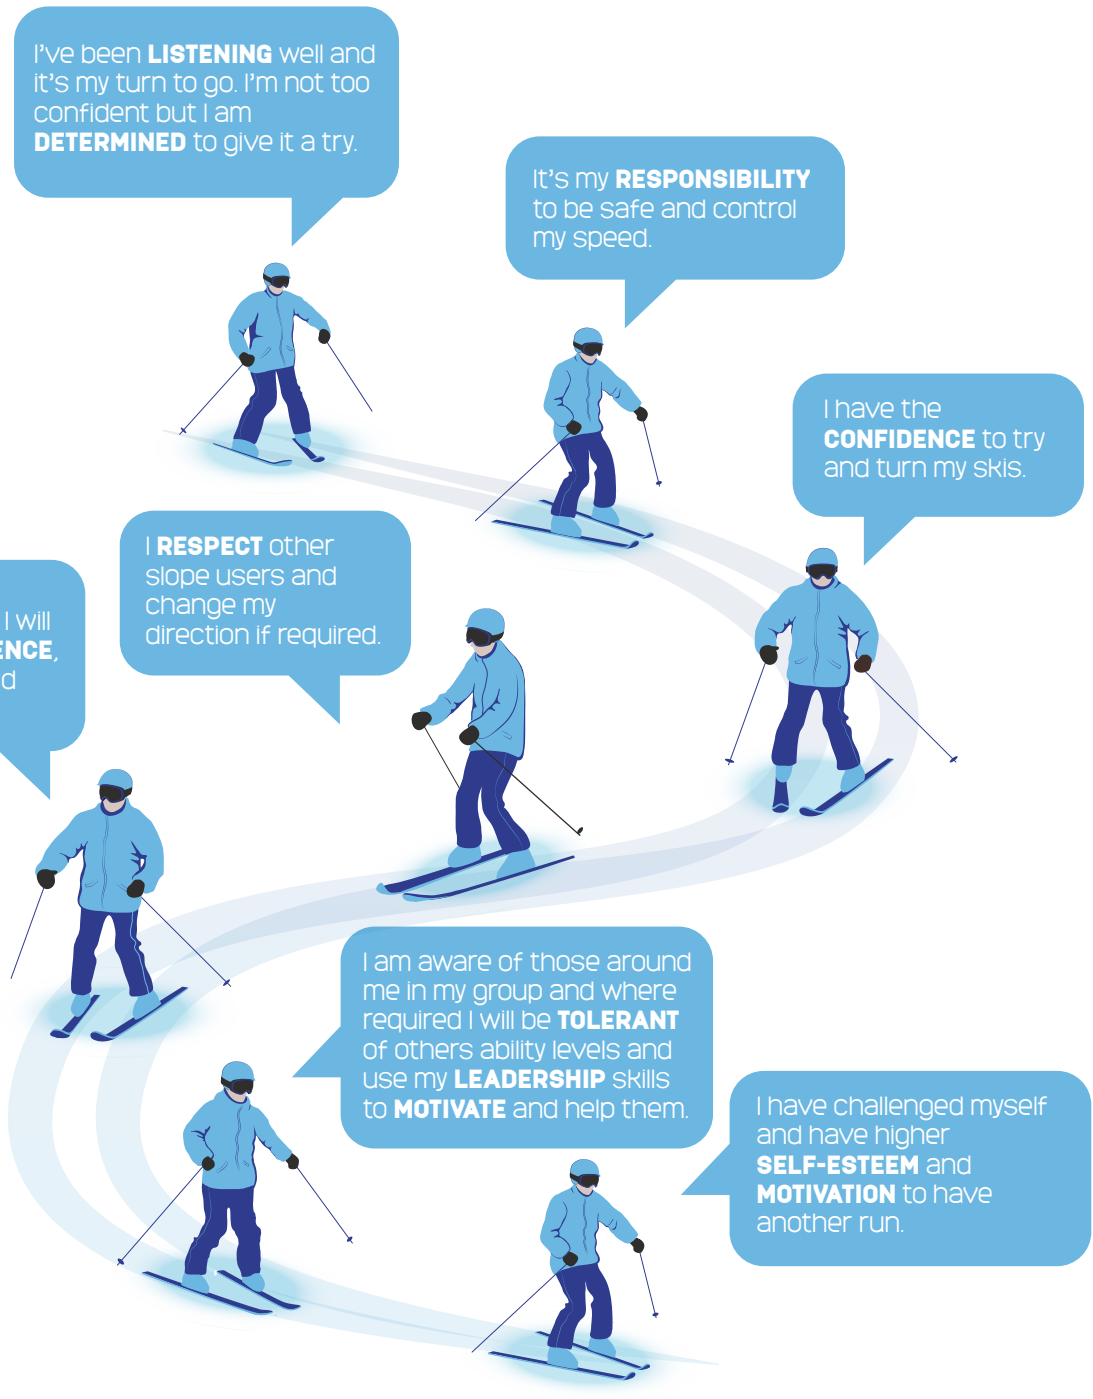 I've been LISTENING well and
it's my turn to go. I'm not too
confident but I am
DETERMINED to give it a try.
It's my RESPONSIBILITY
to be safe and control
my speed.
I have the
CONFIDENCE to try
and turn my skis.
I RESPECT other
slope users and
change my
direction if required.
I will
ENCE,
d
I am aware of those around
me in my group and where
required I will be TOLERANT
of others ability levels and
use my LEADERSHIP skills
to MOTIVATE and help them.
I have challenged myself
and have higher
SELF-ESTEEM and
MOTIVATION to have
another run.